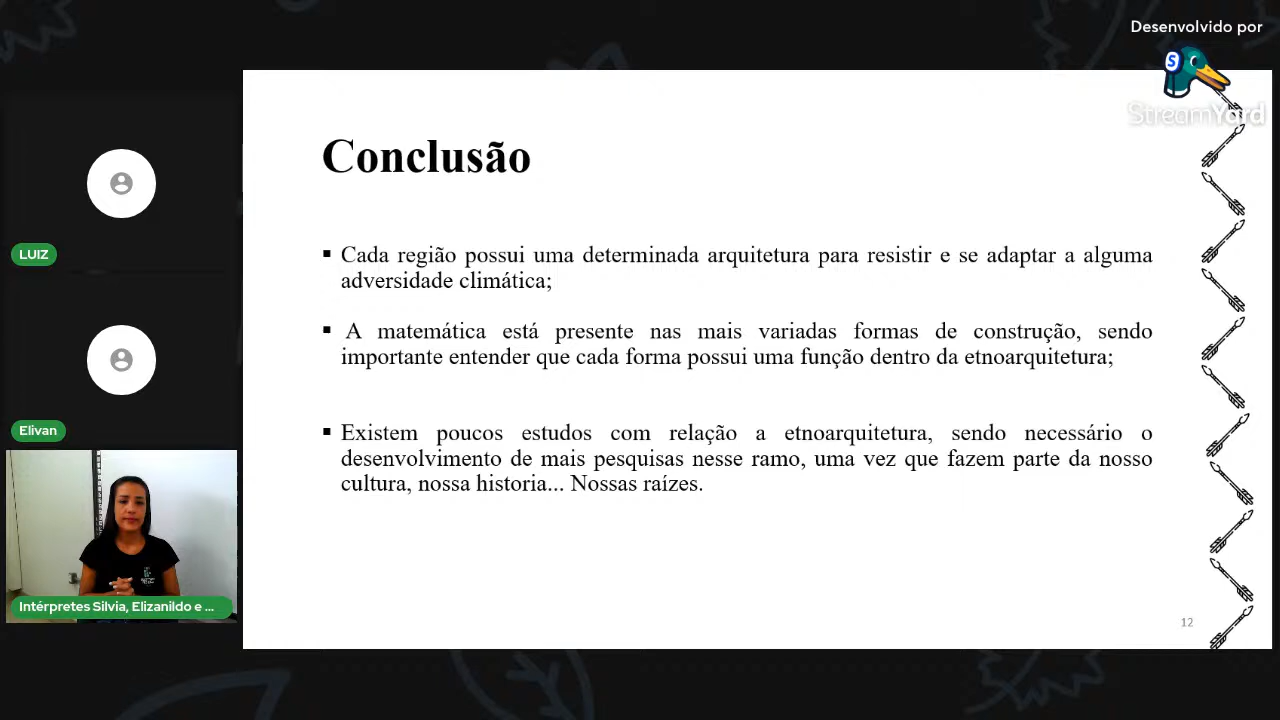 Desenvolvido por
S
StreamYard
LUIZ
Elivan
Intérpretes Silvia, Elizanildo e ...
Conclusão
▪ Cada região possui uma determinada arquitetura para resistir e se adaptar a alguma
adversidade climática;
▪ A matemática está presente nas mais variadas formas de construção, sendo
importante entender que cada forma possui uma função dentro da etnoarquitetura;
▪ Existem poucos estudos com relação a etnoarquitetura, sendo necessário o
desenvolvimento de mais pesquisas nesse ramo, uma vez que fazem parte da nosso
cultura, nossa historia... Nossas raízes.
12